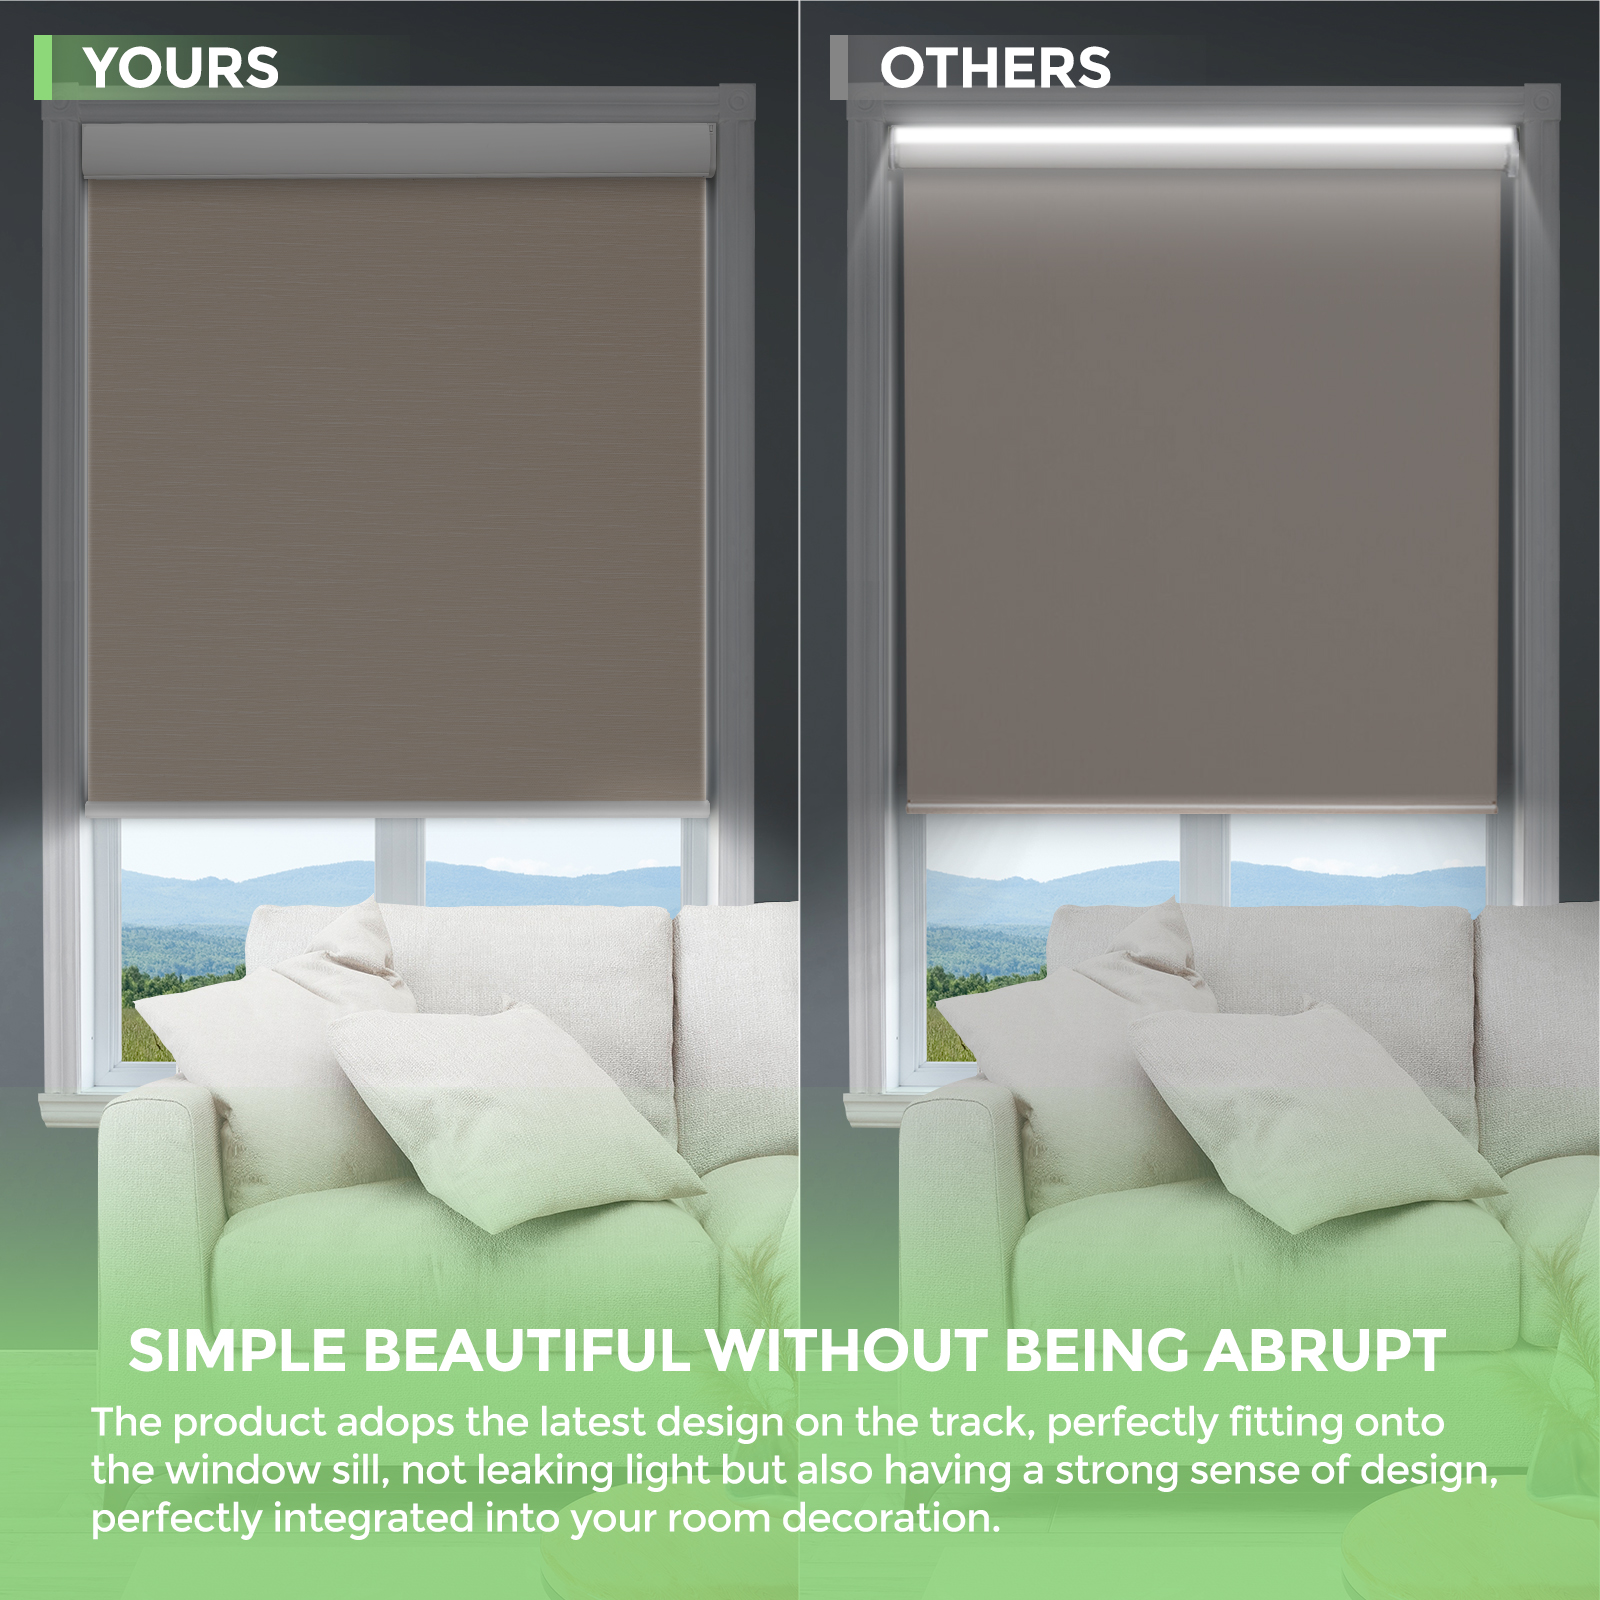 YOURS
OTHERS
SIMPLE BEAUTIFUL WITHOUT BEING ABRUPT
The product adops the latest design on the track, perfectly fitting onto
the window sill, not leaking light but also having a strong sense of design,
perfectly integrated into your room decoration.